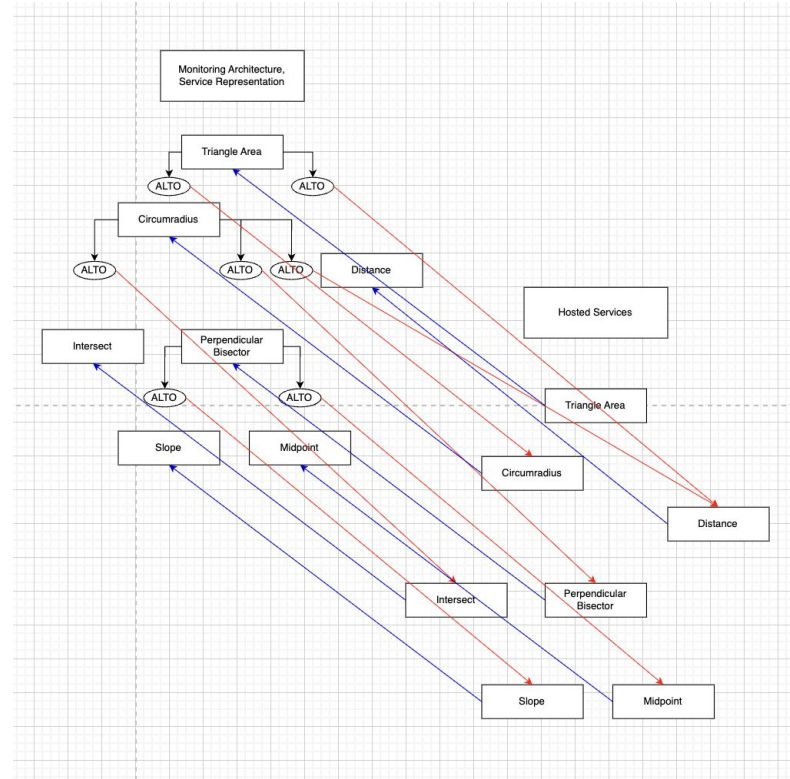 Monitoring Architecture,
Service Representation
Triangle Area
ALTO
ALTO
Circumradius
ALTO
ALTO
ALTO
Distance
Hosted Services
Intersect
Perpendicular
Bisector
ALTO
ALTO
Triangle Area
Slope
Midpoint
Circumradius
Distance
Intersect
Perpendicular
Bisector
Slope
Midpoint